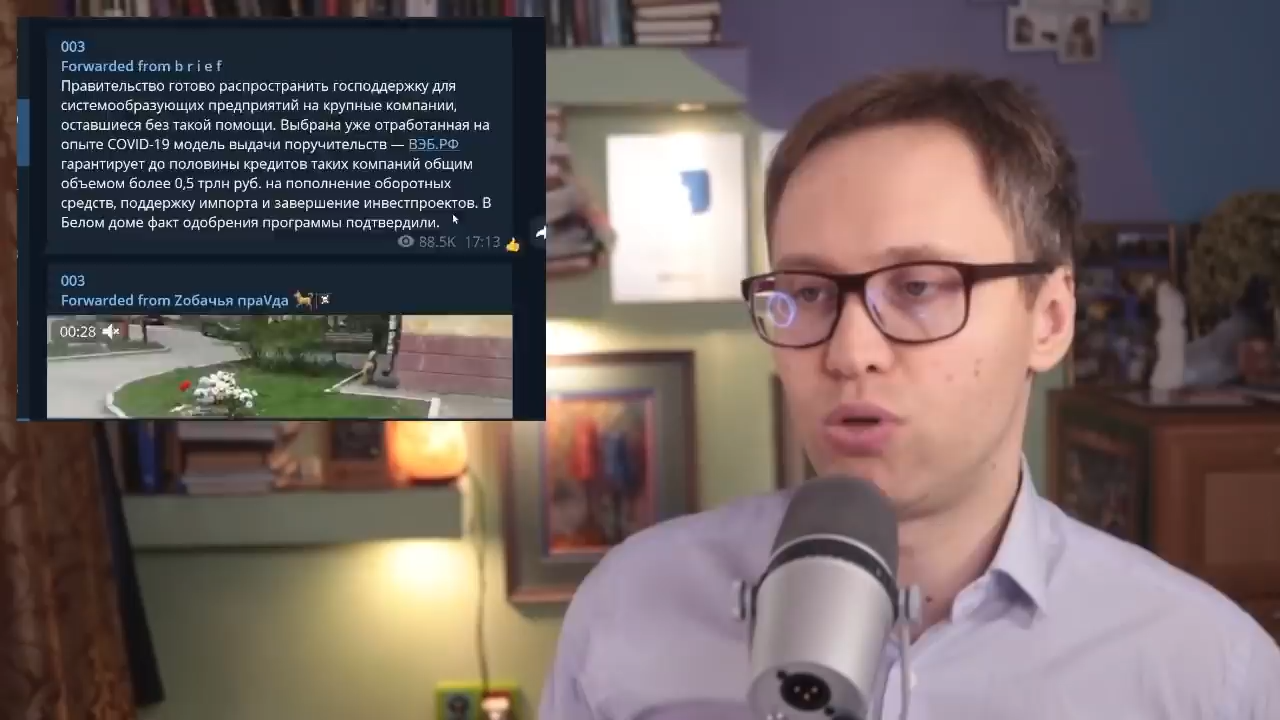 003
Forwarded from b r i e f
Правительство готово распространить господдержку для
системообразующих предприятий на крупные компании,
оставшиеся без такой помощи. Выбрана уже отработанная на
опыте COVID-19 модель выдачи поручительств — ВЭБ.РФ
гарантирует до половины кредитов таких компаний общим
объемом более 0,5 трлн руб. на пополнение оборотных
средств, поддержку импорта и завершение инвестпроектов. В
Белом доме факт одобрения программы подтвердили.
88.5K 17:13
003
Forwarded from Zобачья праVда
00:28